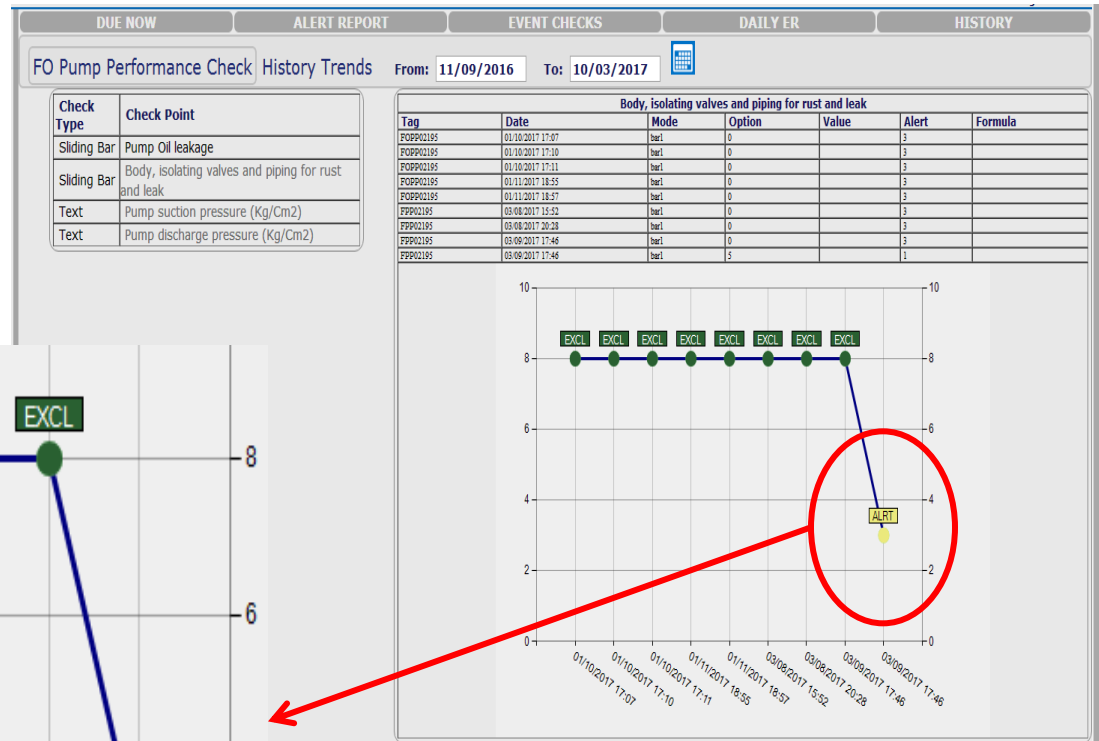 DUE NOW ALERT REPORT EVENT CHECKS DAILY ER HISTORY
FO Pump Performance Check History Trends From: 11/09/2016 To: 10/03/2017
Check Type Check Point
Sliding Bar Pump Oil leakage
Sliding Bar Body, isolating valves and piping for rust and leak
Text Pump suction pressure (Kg/Cm2)
Text Pump discharge pressure (Kg/Cm2)
Body, isolating valves and piping for rust and leak
Tag Date Mode Option Value Alert Formula
FOPP02195 01/10/2017 17:07 bar1 0 3
FOPP02195 01/10/2017 17:10 bar1 0 3
FOPP02195 01/10/2017 17:11 bar1 0 3
FOPP02195 01/11/2017 18:55 bar1 0 3
FOPP02195 01/11/2017 18:57 bar1 0 3
FPP02195 03/08/2017 15:52 bar1 0 3
FPP02195 03/08/2017 20:28 bar1 0 3
FPP02195 03/09/2017 17:46 bar1 0 3
FPP02195 03/09/2017 17:46 bar1 5 1
10 10
EXCL EXCL EXCL EXCL EXCL EXCL EXCL EXCL
8 8
6 6
4 4
ALRT
2 2
0 0
01/10/2017 17:07
01/10/2017 17:10
01/10/2017 17:11
01/11/2017 18:55
01/11/2017 18:57
03/08/2017 15:52
03/08/2017 20:28
03/09/2017 17:46
03/09/2017 17:46
EXCL
8
6